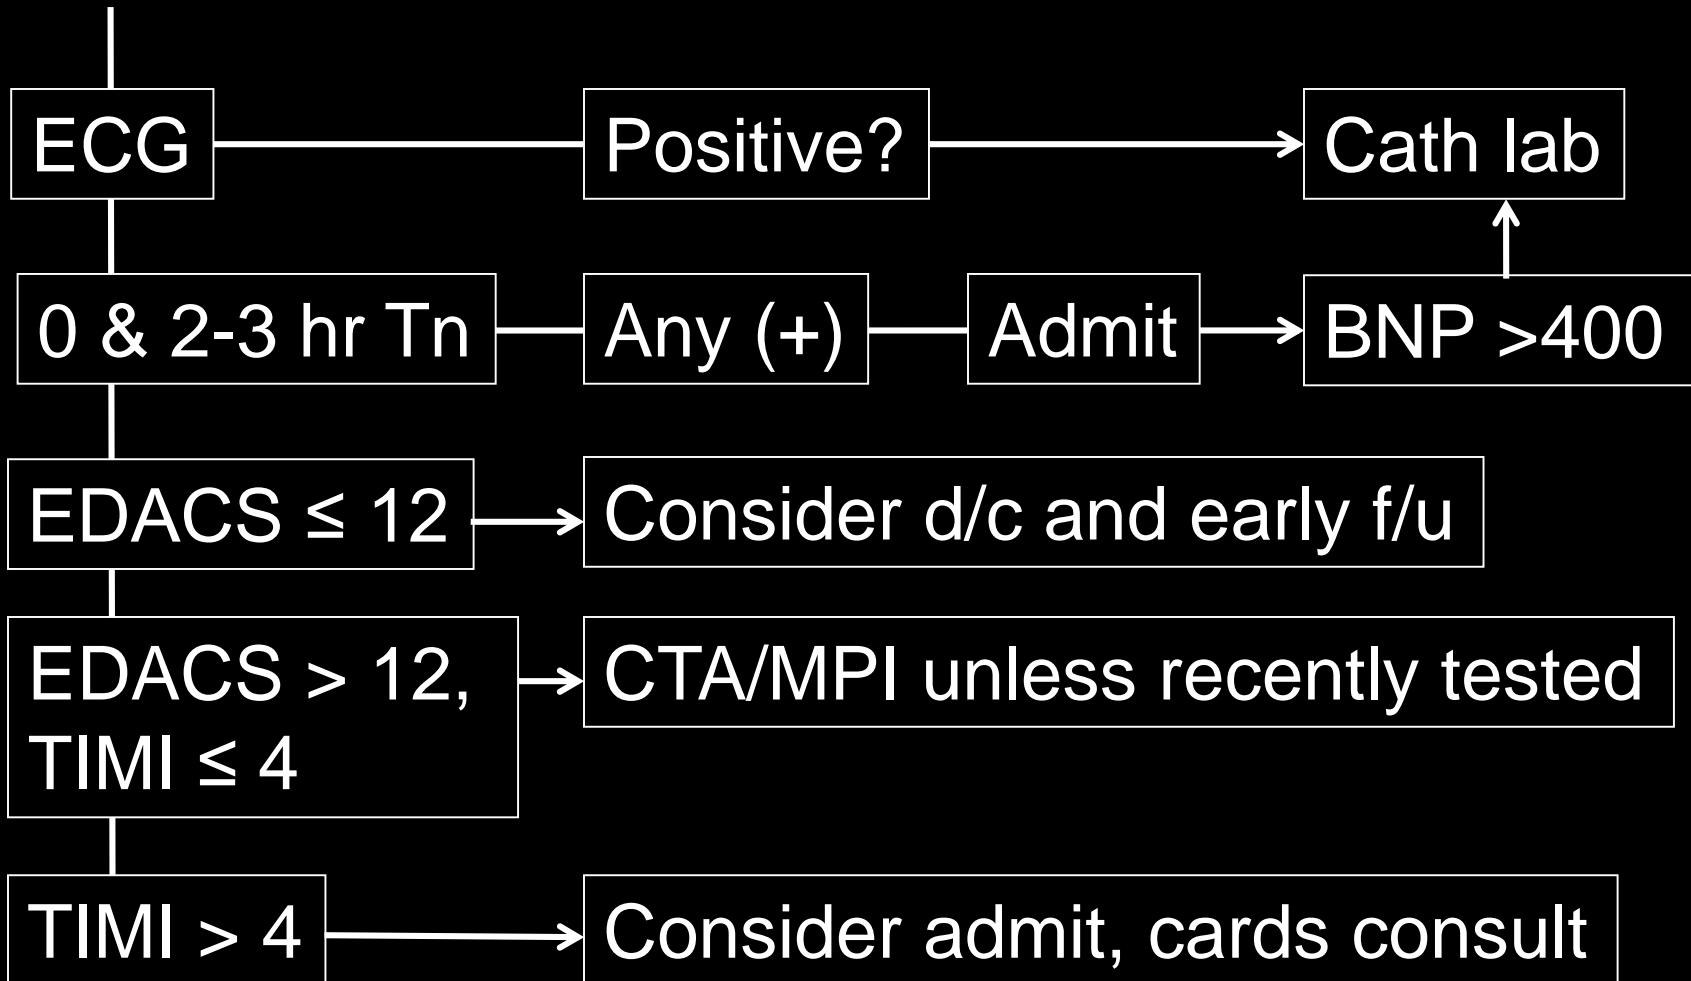 ECG
Positive?
Cath lab
0 & 2-3 hr Tn
Any (+)
Admit
BNP >400
EDACS ≤ 12
Consider d/c and early f/u
EDACS > 12,
TIMI ≤ 4
CTA/MPI unless recently tested
TIMI > 4
Consider admit, cards consult